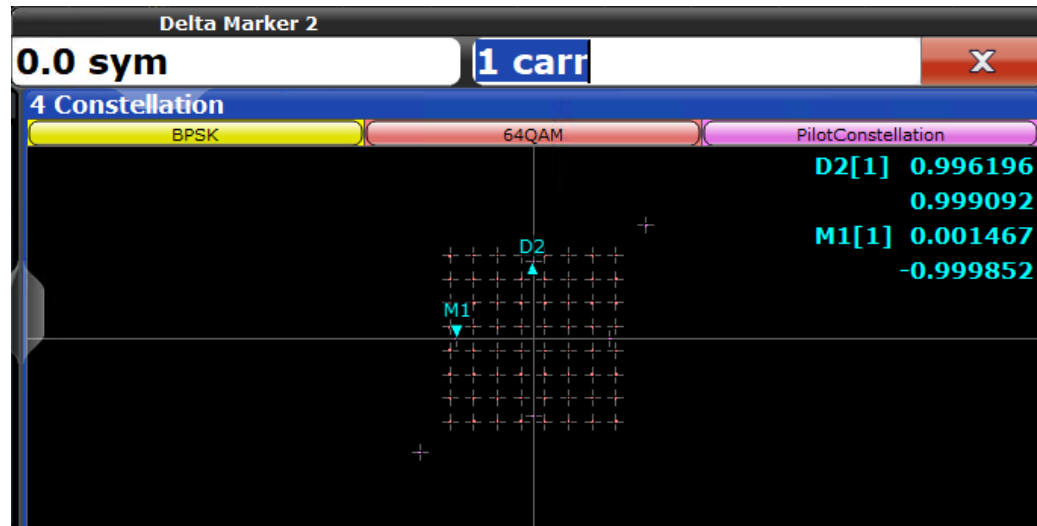 Delta Marker 2
0.0 sym 1 carr X
4 Constellation
BPSK 64QAM PilotConstellation
D2[1] 0.996196
0.999092
M1[1] 0.001467
-0.999852
D2
M1